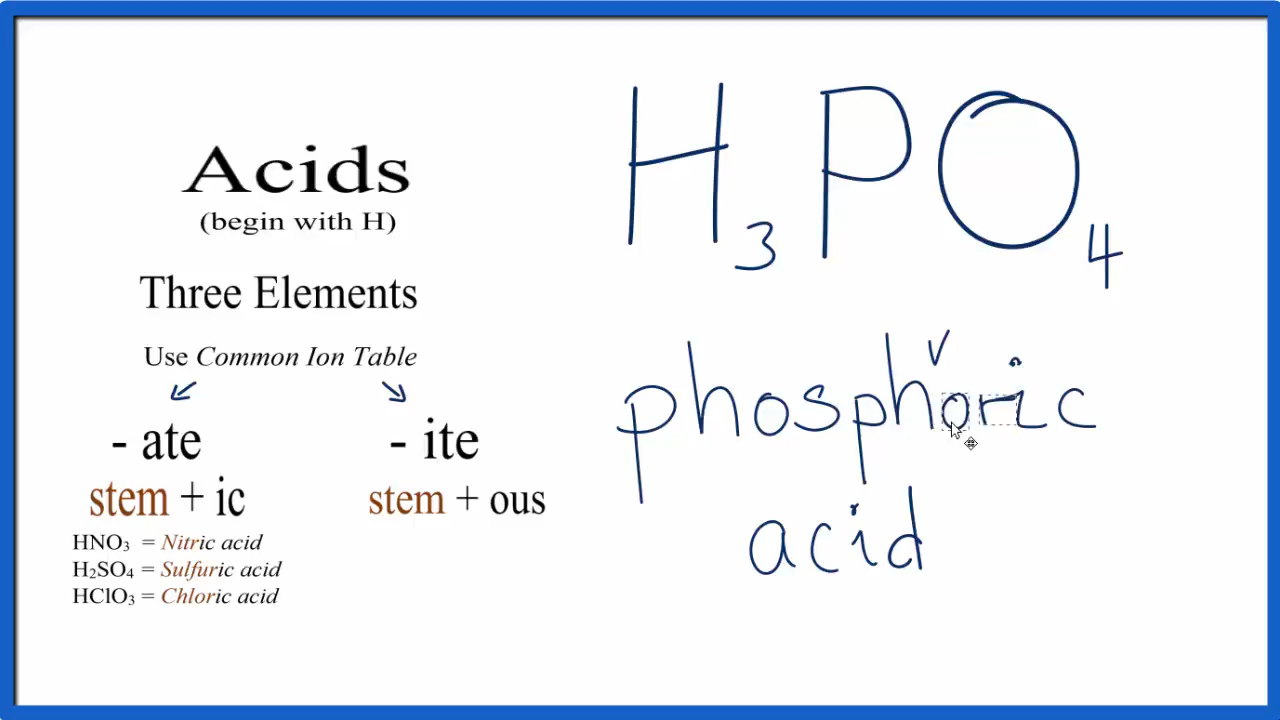 Acids
(begin with H)
Three Elements
Use Common Ion Table
- ate
stem + ic
HNO₃ = Nitric acid
H₂SO₄ = Sulfuric acid
HClO₃ = Chloric acid
- ite
stem + ous
H₃PO₄
phosphoric
acid